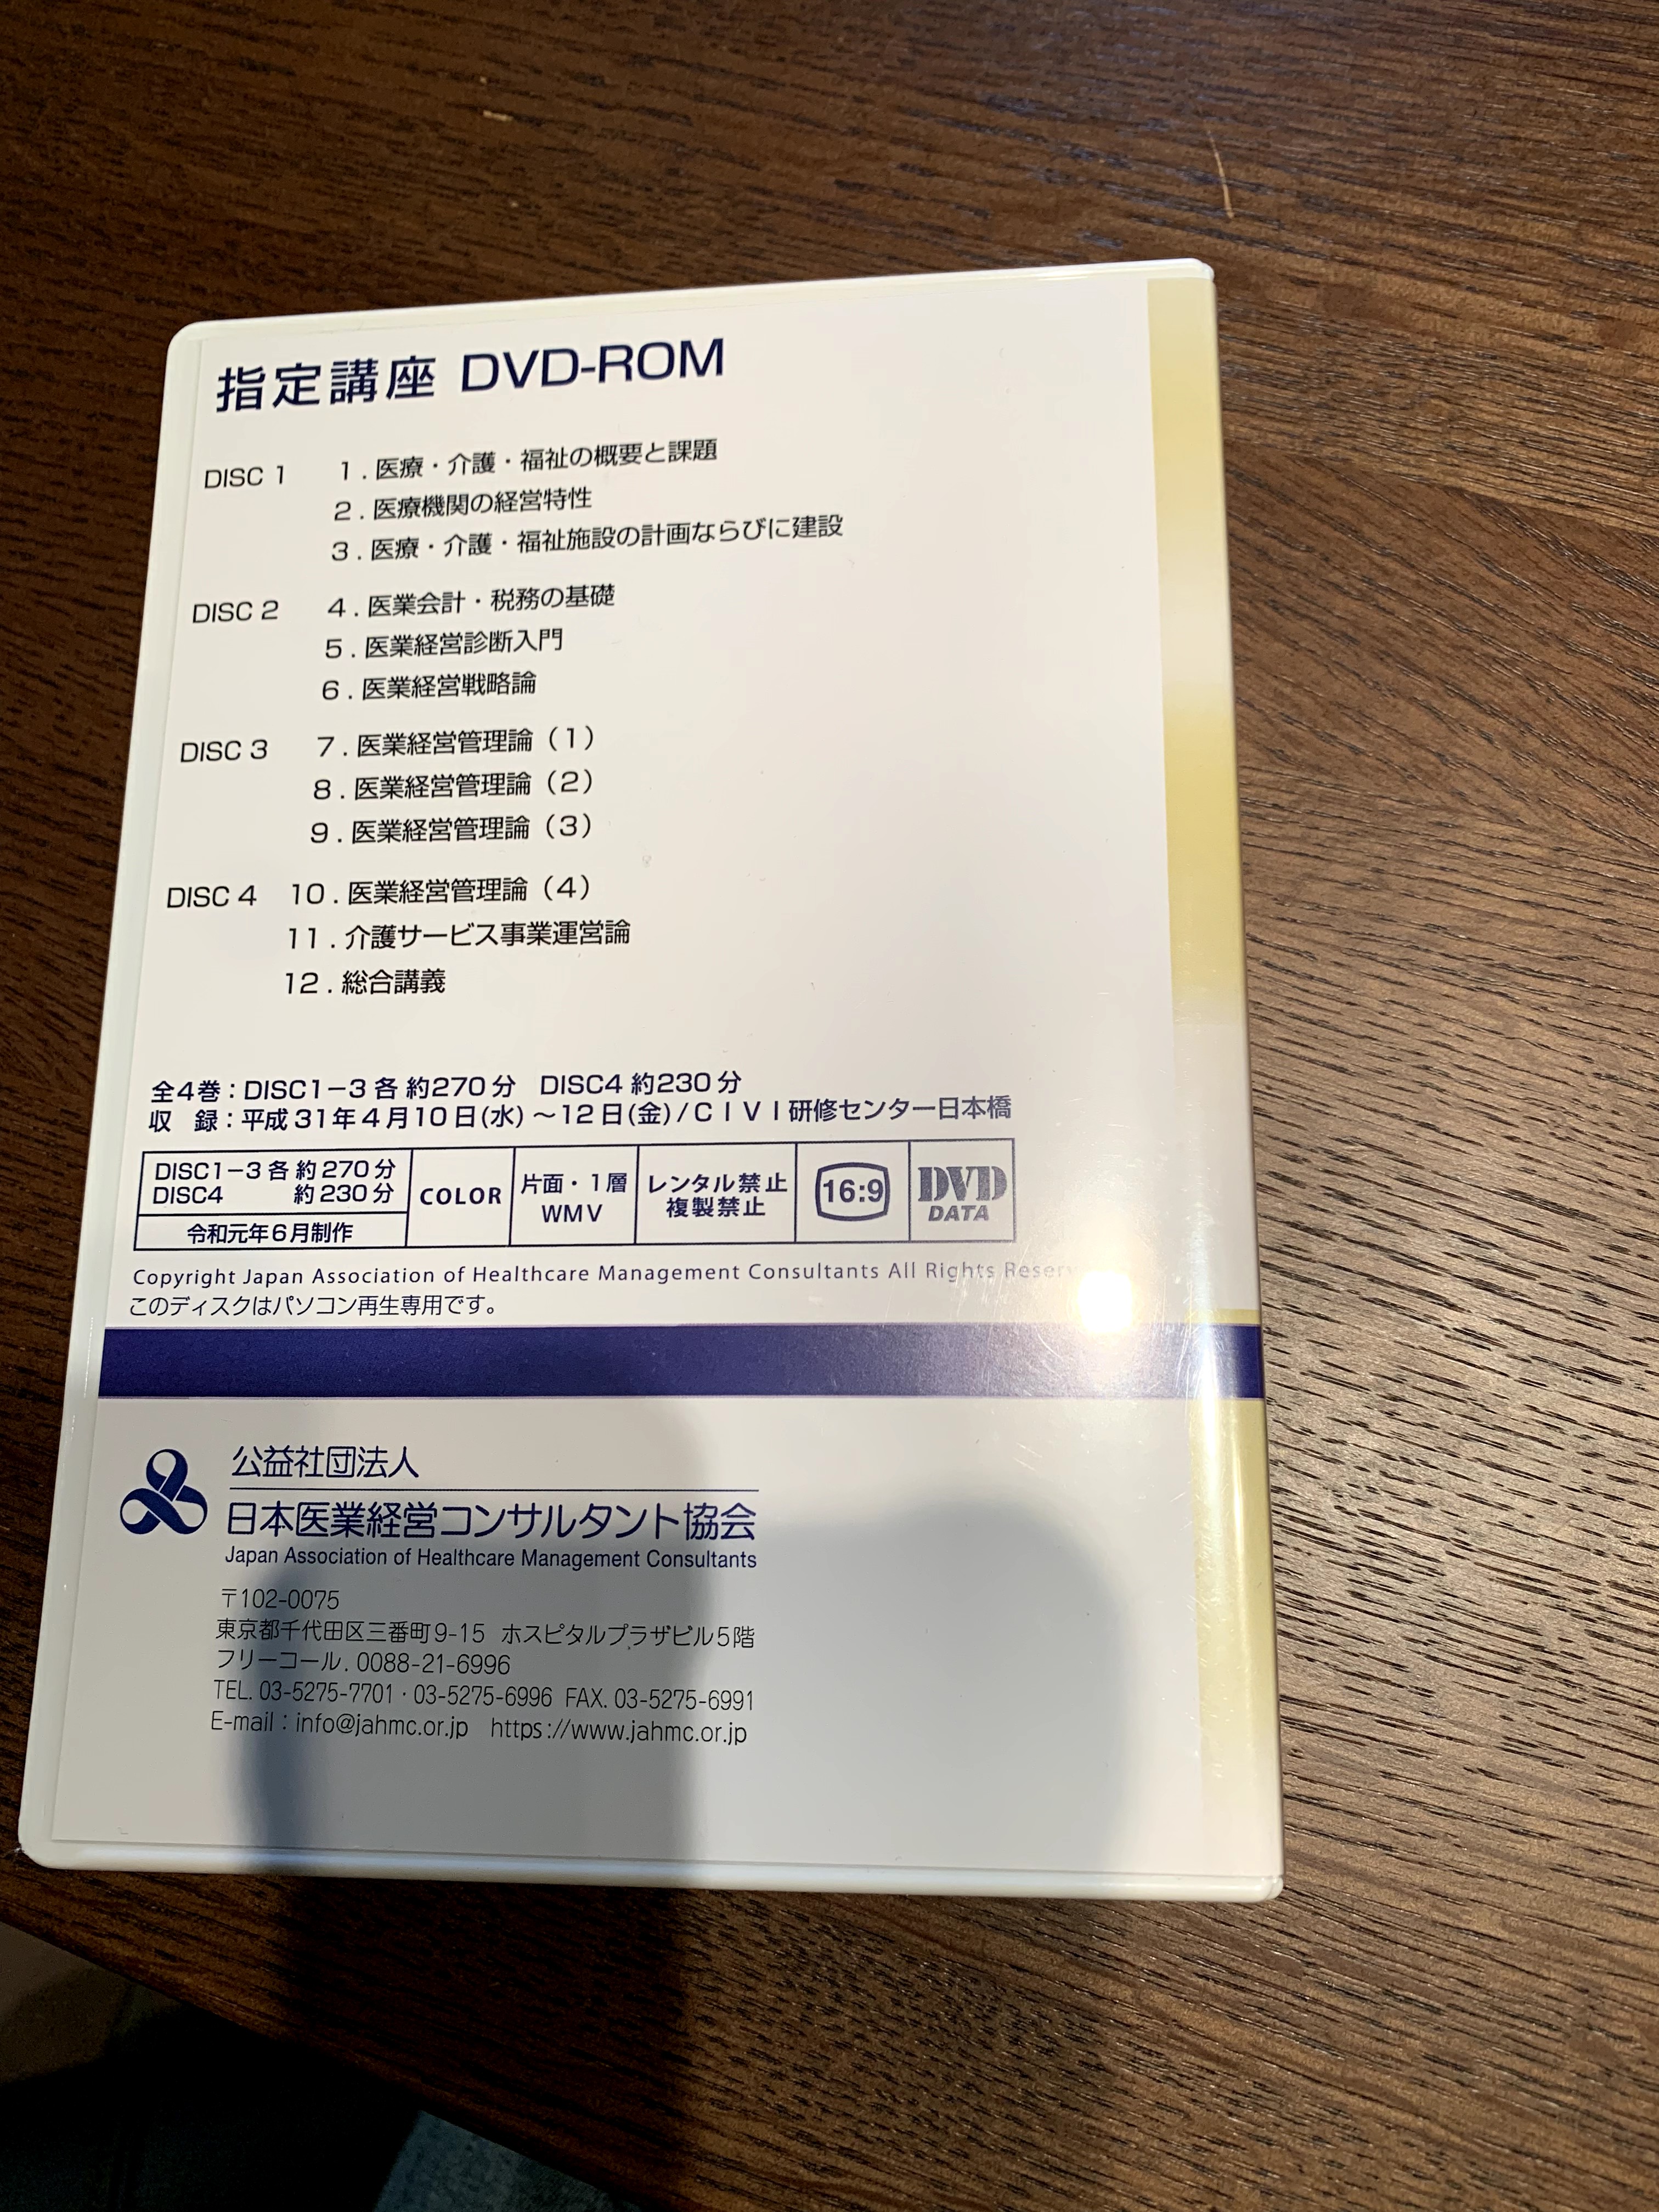 指定講座 DVD-ROM
DISC 1 1.医療・介護・福祉の概要と課題
2.医療機関の経営特性
3.医療・介護・福祉施設の計画ならびに建設
DISC 2 4.医業会計・税務の基礎
5.医業経営診断入門
6.医業経営戦略論
DISC 3 7.医業経営管理論（1）
8.医業経営管理論（2）
9.医業経営管理論（3）
DISC 4 10.医業経営管理論（4）
11.介護サービス事業運営論
12.総合講義
全4巻：DISC1－3 各 約270分 DISC4 約230分
収 録：平成31年4月10日(水)～12日(金)/ＣＩＶＩ研修センター日本橋
DISC1－3 各 約270分
DISC4 約230分
令和元年6月制作
COLOR
片面・1層
WMV
レンタル禁止
複製禁止
16:9
DVD
DATA
Copyright Japan Association of Healthcare Management Consultants All Rights Reser
このディスクはパソコン再生専用です。
公益社団法人
日本医業経営コンサルタント協会
Japan Association of Healthcare Management Consultants
〒102-0075
東京都千代田区三番町9-15 ホスピタルプラザビル5階
フリーコール. 0088-21-6996
TEL. 03-5275-7701・03-5275-6996 FAX. 03-5275-6991
E-mail：info@jahmc.or.jp https://www.jahmc.or.jp